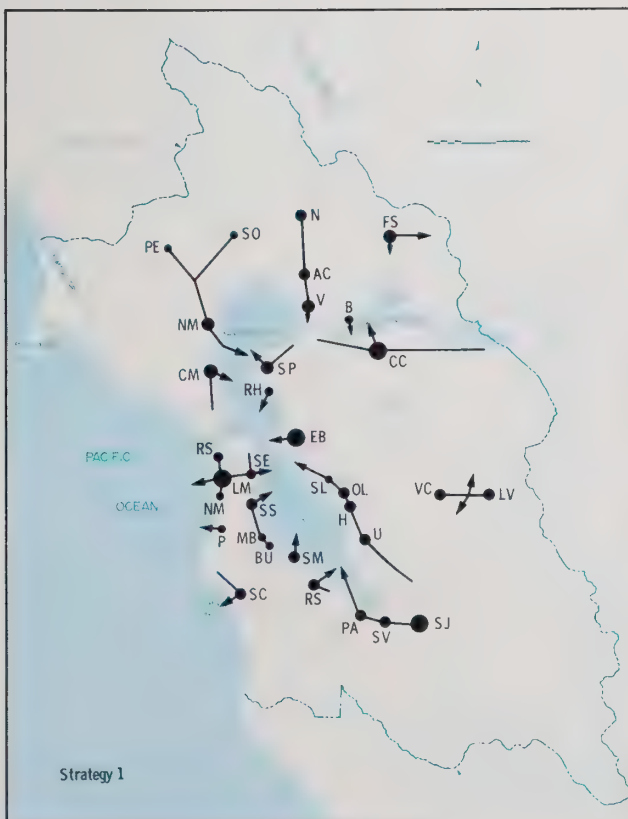 N
FS
SO
PE
AC
V
B
NM
CC
SP
CM
RH
EB
RS
PACIFIC
SE
SL
OL
VC
LV
LM
NM
OCEAN
SS
H
P
U
MB
BU
SM
RS
SC
PA
SV
SJ
Strategy 1